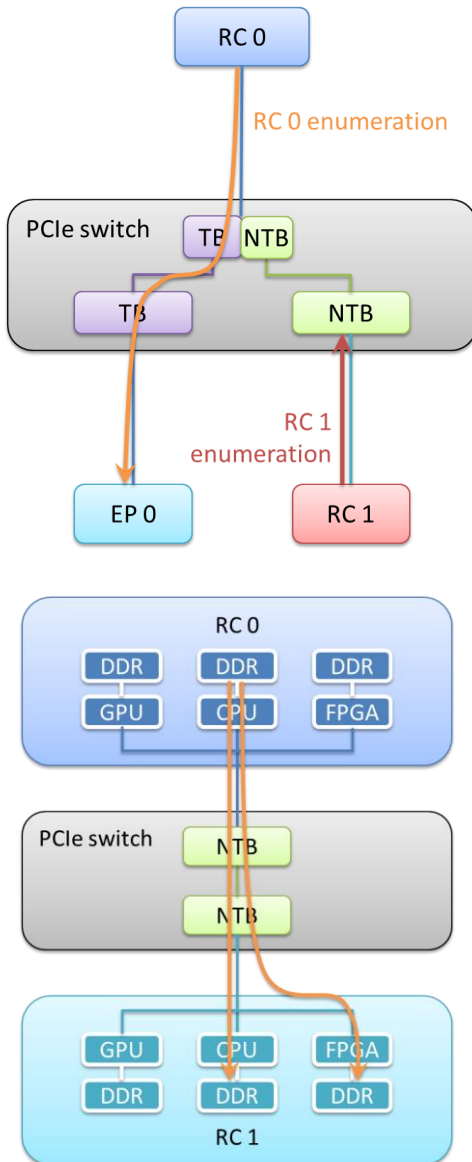 RC 0
RC 0 enumeration
PCIe switch
TB NTB
TB NTB
RC 1
enumeration
EP 0 RC 1
RC 0
DDR DDR DDR
GPU CPU FPGA
PCIe switch
NTB
NTB
GPU CPU FPGA
DDR DDR DDR
RC 1